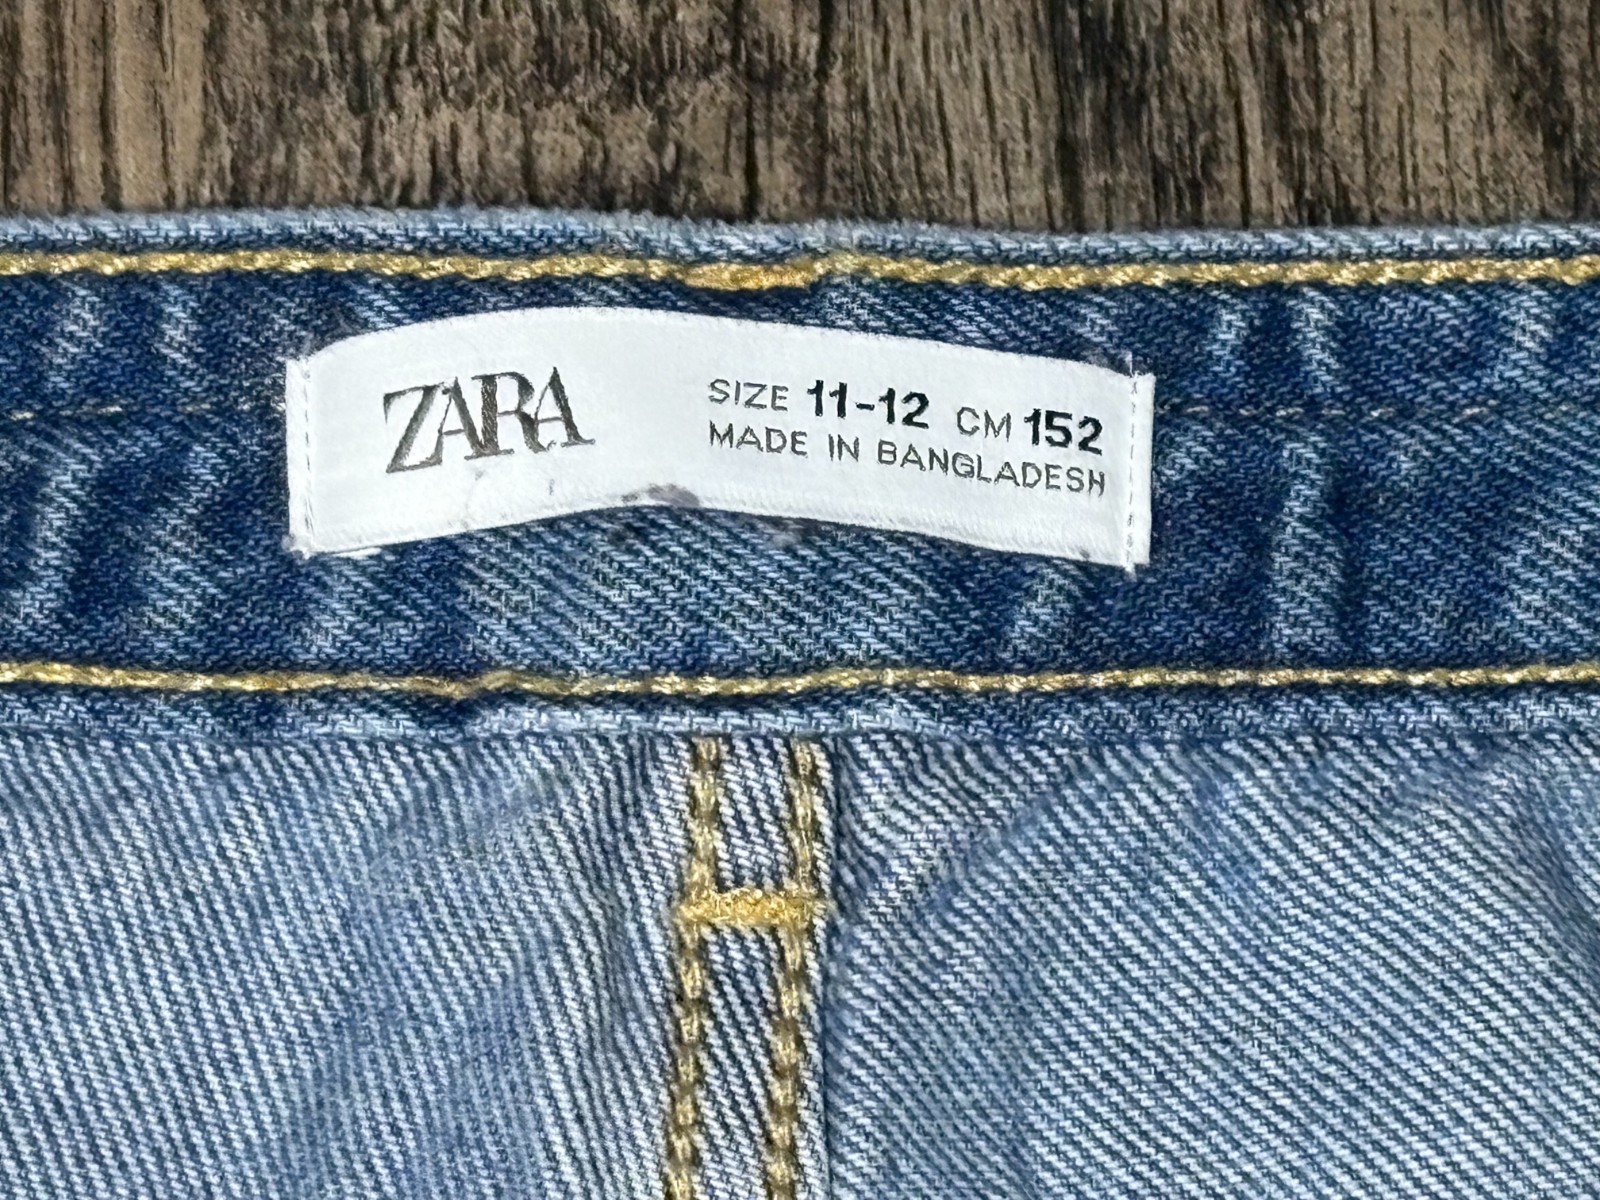 ZARA
SIZE 11-12 CM 152
MADE IN BANGLADESH